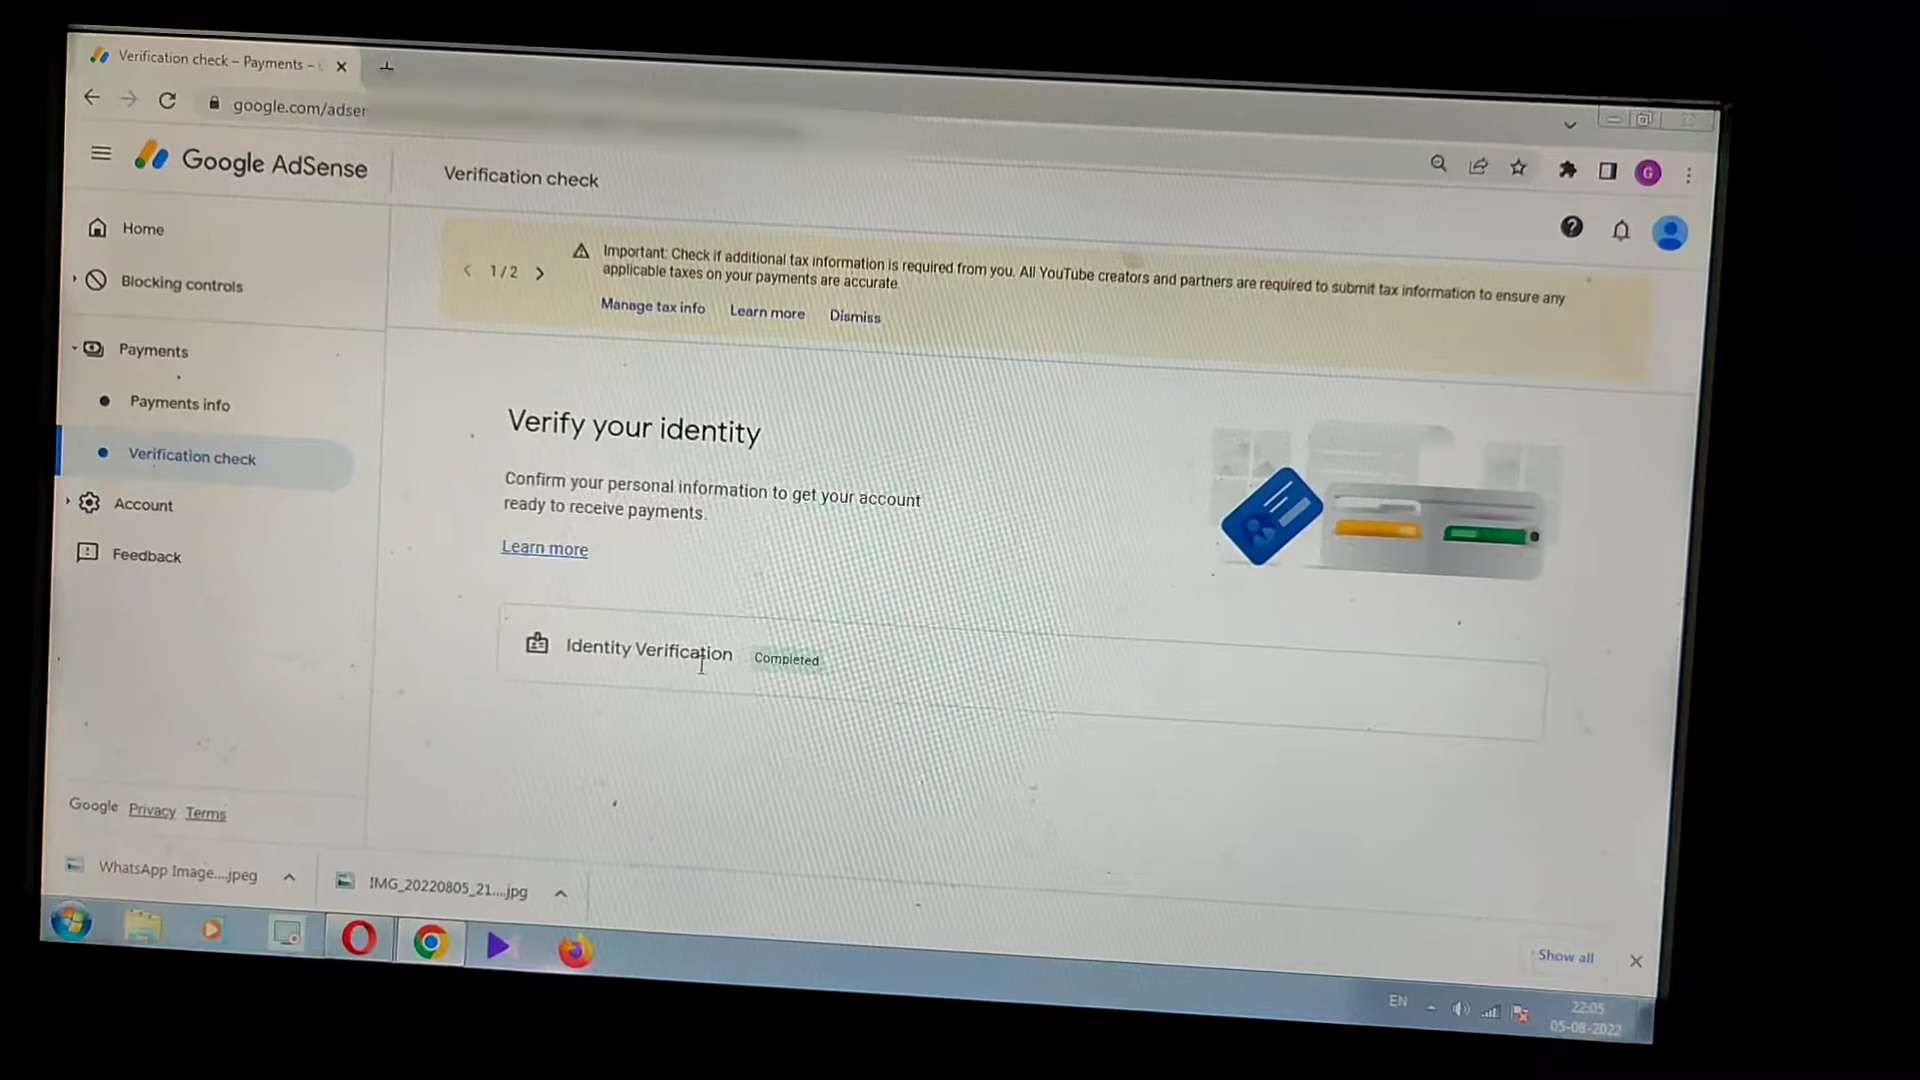 Verification check – Payments –
google.com/adser
Google AdSense
Verification check
G
Home
Blocking controls
Payments
Payments info
Verification check
Account
Feedback
1 / 2
Important: Check if additional tax information is required from you. All YouTube creators and partners are required to submit tax information to ensure any
applicable taxes on your payments are accurate.
Manage tax info Learn more Dismiss
Verify your identity
Confirm your personal information to get your account
ready to receive payments.
Learn more
Identity Verification Completed
Google Privacy Terms
WhatsApp Image....jpeg
IMG_20220805_21....jpg
Show all
EN
22:05
05-08-2022